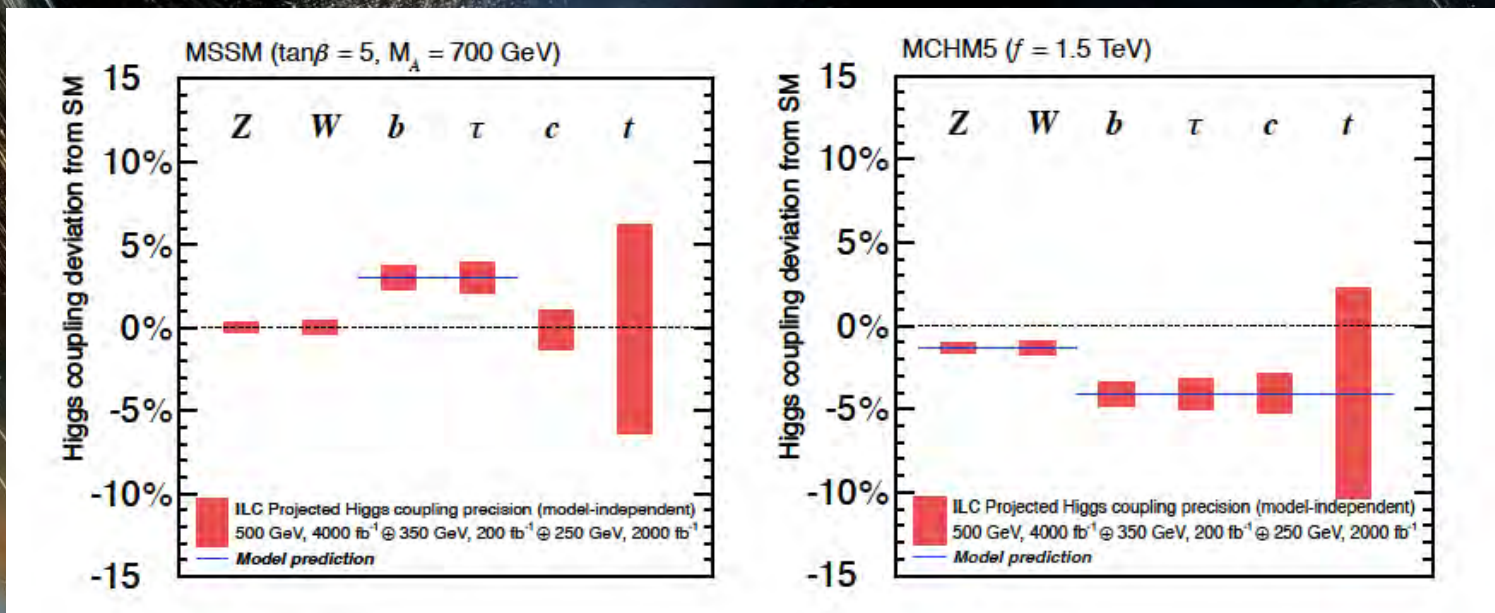 MSSM (tanβ = 5, M_A = 700 GeV)
Higgs coupling deviation from SM
15
10%
5%
0%
-5%
-10%
-15
Z W b τ c t
ILC Projected Higgs coupling precision (model-independent)
500 GeV, 4000 fb⁻¹ ⊕ 350 GeV, 200 fb⁻¹ ⊕ 250 GeV, 2000 fb⁻¹
Model prediction
MCHM5 (f = 1.5 TeV)
Higgs coupling deviation from SM
15
10%
5%
0%
-5%
-10%
-15
Z W b τ c t
ILC Projected Higgs coupling precision (model-independent)
500 GeV, 4000 fb⁻¹ ⊕ 350 GeV, 200 fb⁻¹ ⊕ 250 GeV, 2000 fb⁻¹
Model prediction